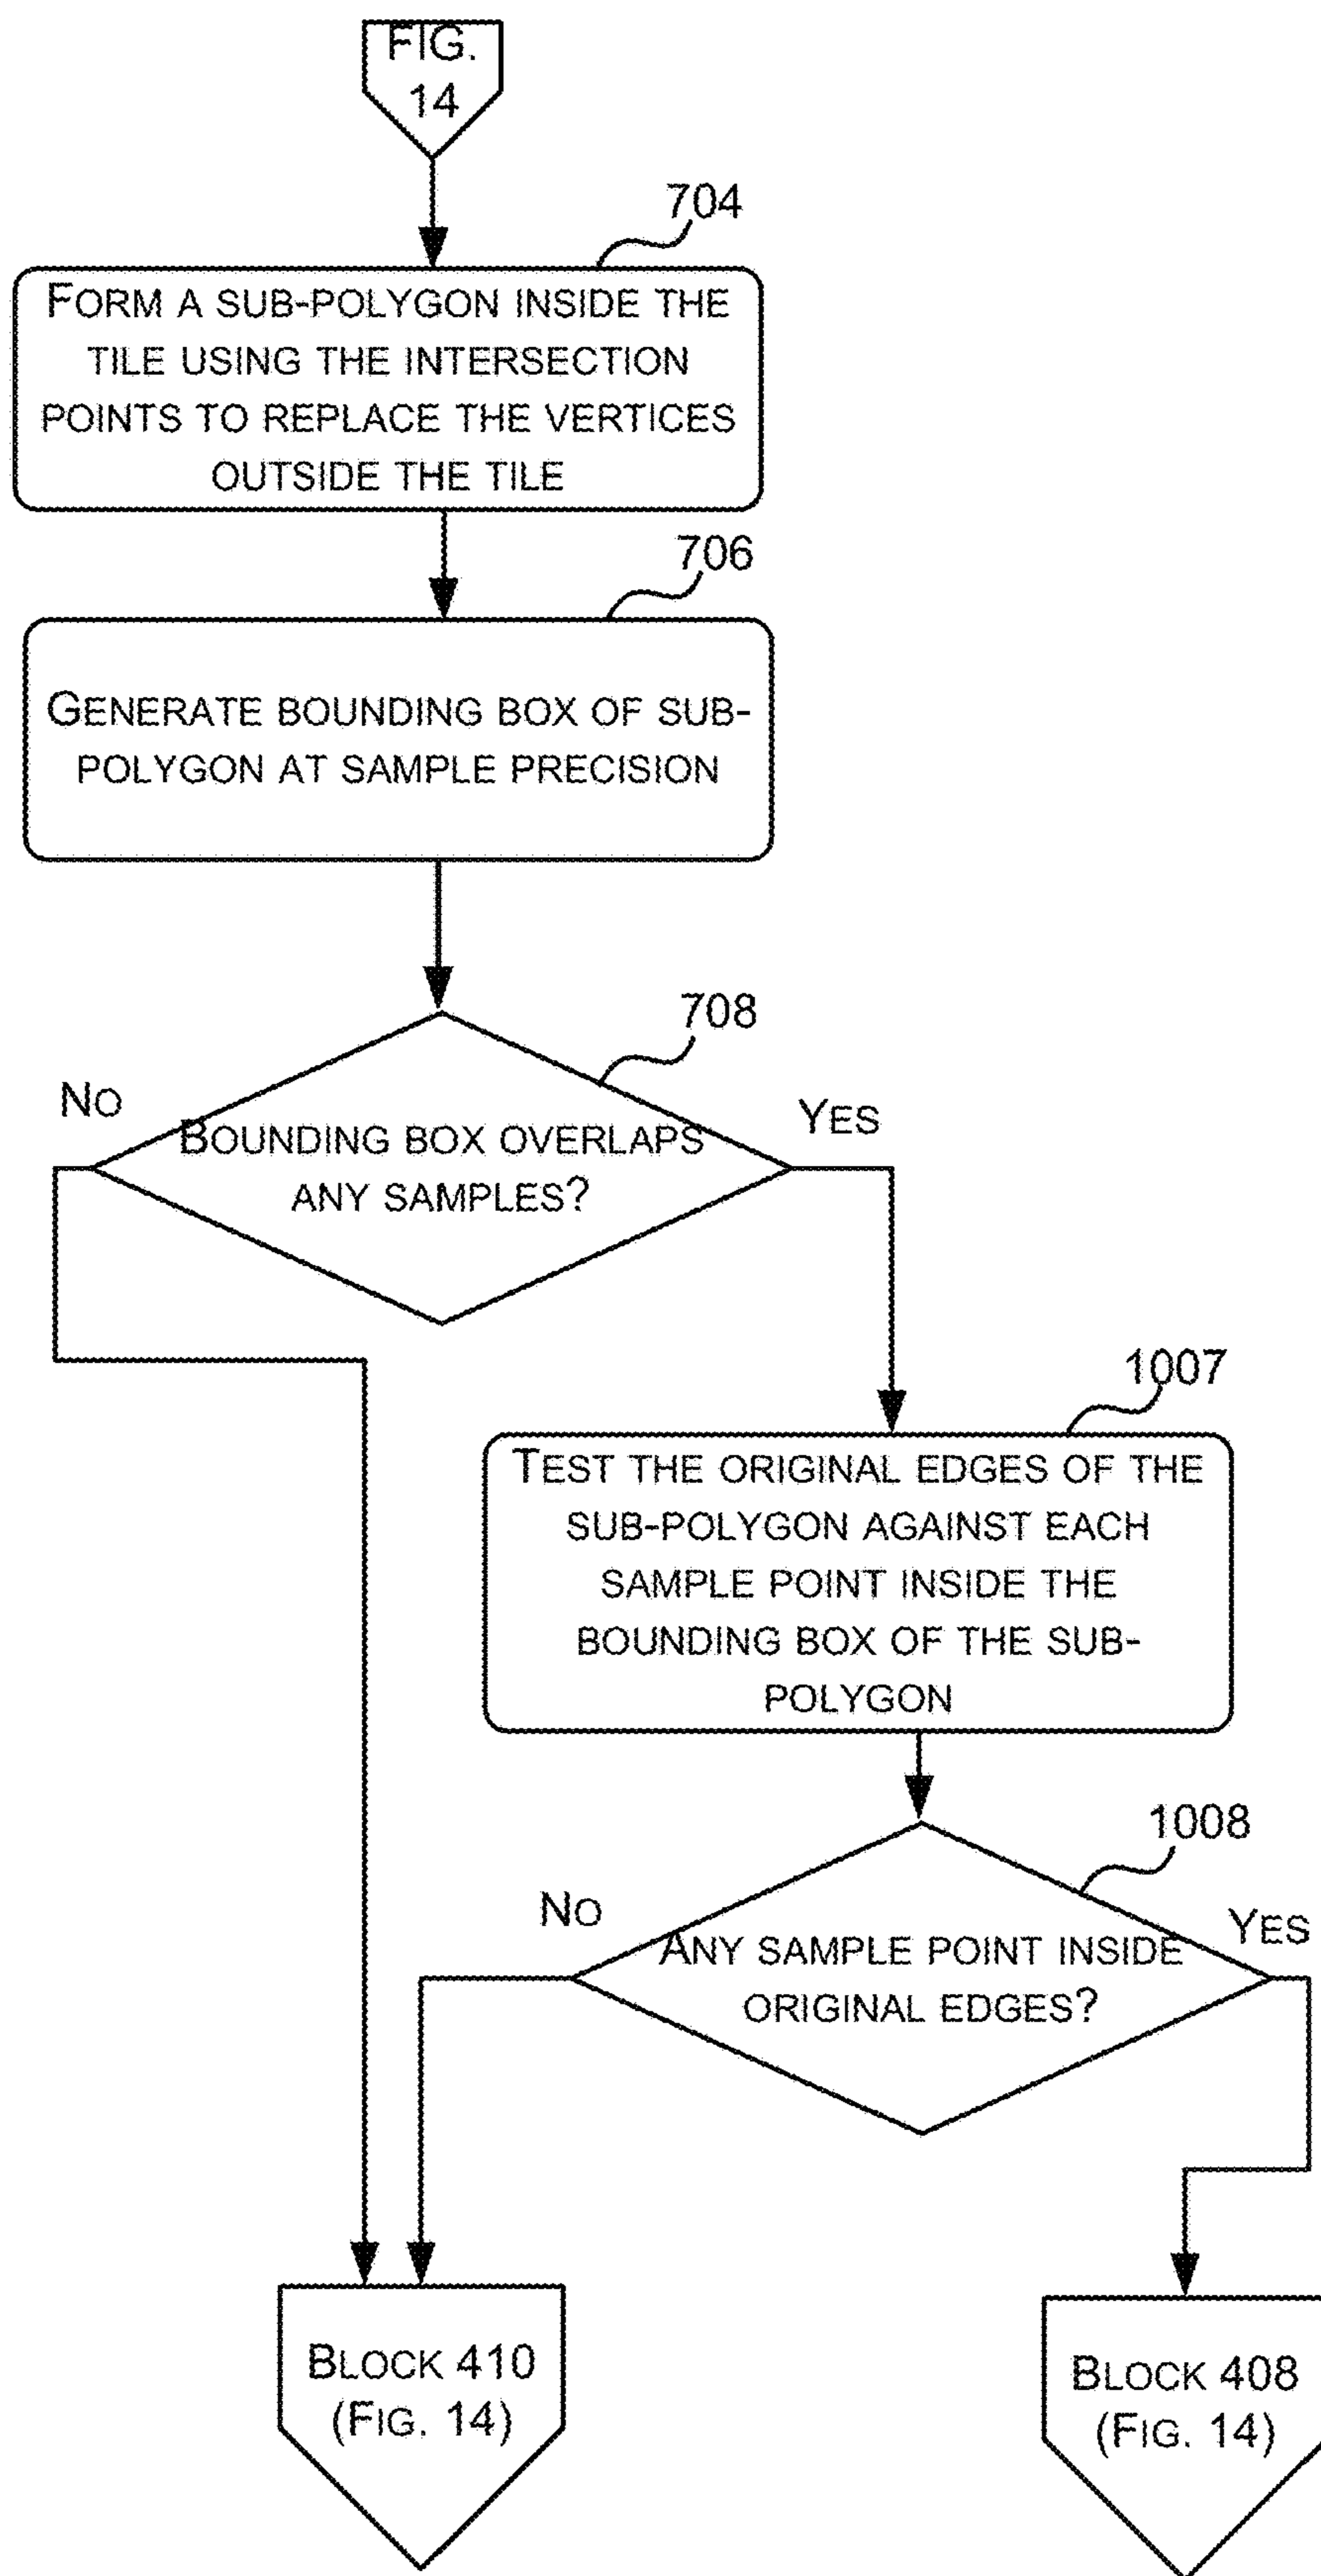 FIG.
14
704
FORM A SUB-POLYGON INSIDE THE
TILE USING THE INTERSECTION
POINTS TO REPLACE THE VERTICES
OUTSIDE THE TILE
706
GENERATE BOUNDING BOX OF SUB-
POLYGON AT SAMPLE PRECISION
708
NO
YES
BOUNDING BOX OVERLAPS
ANY SAMPLES?
1007
TEST THE ORIGINAL EDGES OF THE
SUB-POLYGON AGAINST EACH
SAMPLE POINT INSIDE THE
BOUNDING BOX OF THE SUB-
POLYGON
1008
NO
YES
ANY SAMPLE POINT INSIDE
ORIGINAL EDGES?
BLOCK 410
(FIG. 14)
BLOCK 408
(FIG. 14)